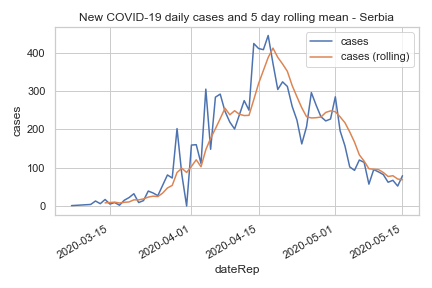 New COVID-19 daily cases and 5 day rolling mean - Serbia
cases
cases (rolling)
400
300
200
100
0
cases
2020-03-15
2020-04-01
2020-04-15
2020-05-01
2020-05-15
dateRep